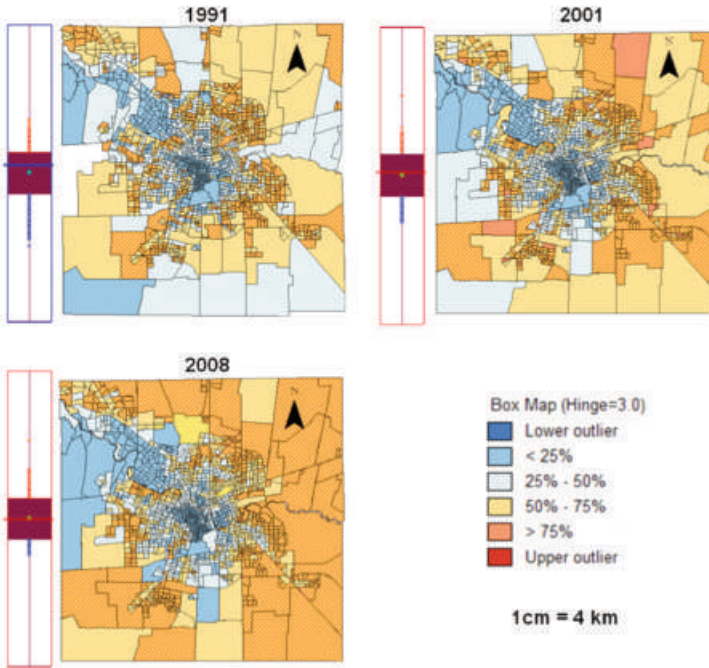 1991
2001
2008
Box Map (Hinge=3.0)
Lower outlier
< 25%
25% - 50%
50% - 75%
> 75%
Upper outlier
1cm = 4 km